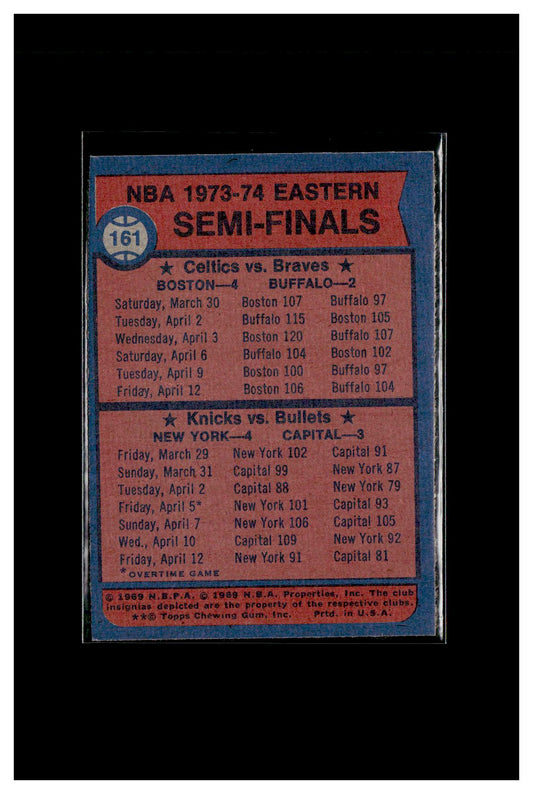 NBA 1973-74 EASTERN
SEMI-FINALS
161
★ Celtics vs. Braves ★
BOSTON—4 BUFFALO—2
Saturday, March 30 Boston 107 Buffalo 97
Tuesday, April 2 Buffalo 115 Boston 105
Wednesday, April 3 Boston 120 Buffalo 107
Saturday, April 6 Buffalo 104 Boston 102
Tuesday, April 9 Boston 100 Buffalo 97
Friday, April 12 Boston 106 Buffalo 104
★ Knicks vs. Bullets ★
NEW YORK—4 CAPITAL—3
Friday, March 29 New York 102 Capital 91
Sunday, March 31 Capital 99 New York 87
Tuesday, April 2 Capital 88 New York 79
Friday, April 5* New York 101 Capital 93
Sunday, April 7 New York 106 Capital 105
Wed., April 10 Capital 109 New York 92
Friday, April 12 New York 91 Capital 81
*OVERTIME GAME
© 1969 N.B.P.A. © 1969 N.B.A. Properties, Inc. The club
insignias depicted are the property of the respective clubs.
**© Topps Chewing Gum, Inc. Prtd. in U.S.A.